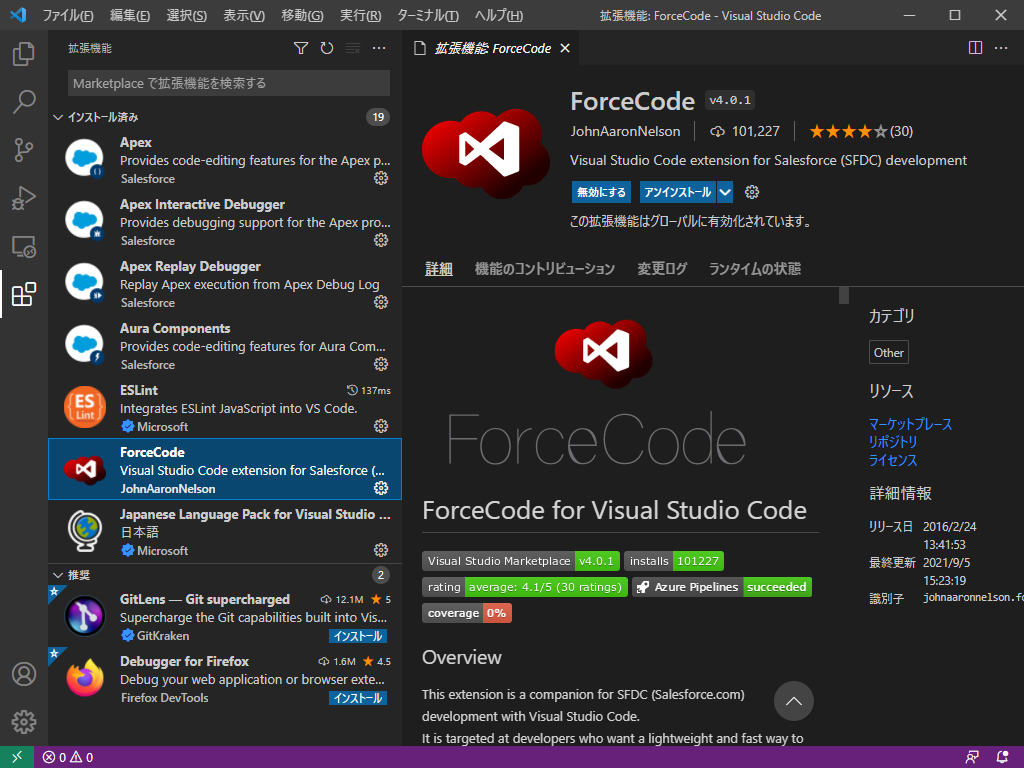 ファイル(F) 編集(E) 選択(S) 表示(V) 移動(G) 実行(R) ターミナル(T) ヘルプ(H) 拡張機能: ForceCode - Visual Studio Code
拡張機能
Marketplace で拡張機能を検索する
インストール済み 19
Apex
Provides code-editing features for the Apex p...
Salesforce
Apex Interactive Debugger
Provides debugging support for the Apex pro...
Salesforce
Apex Replay Debugger
Replay Apex execution from Apex Debug Log
Salesforce
Aura Components
Provides code-editing features for Aura Com...
Salesforce
ES
Lint
ESLint 137ms
Integrates ESLint JavaScript into VS Code.
Microsoft
ForceCode
Visual Studio Code extension for Salesforce (...
JohnAaronNelson
Japanese Language Pack for Visual Studio ...
日本語
Microsoft
推奨 2
GitLens — Git supercharged 12.1M 5
Supercharge the Git capabilities built into Vis...
GitKraken インストール
Debugger for Firefox 1.6M 4.5
Debug your web application or browser exte...
Firefox DevTools インストール
拡張機能: ForceCode
ForceCode v4.0.1
JohnAaronNelson 101,227 ★★★★☆(30)
Visual Studio Code extension for Salesforce (SFDC) development
無効にする アンインストール
この拡張機能はグローバルに有効化されています。
詳細 機能のコントリビューション 変更ログ ランタイムの状態
ForceCode
ForceCode for Visual Studio Code
Visual Studio Marketplace v4.0.1 installs 101227
rating average: 4.1/5 (30 ratings) Azure Pipelines succeeded
coverage 0%
Overview
This extension is a companion for SFDC (Salesforce.com)
development with Visual Studio Code.
It is targeted at developers who want a lightweight and fast way to
カテゴリ
Other
リソース
マーケットプレース
リポジトリ
ライセンス
詳細情報
リリース日 2016/2/24
13:41:53
最終更新 2021/9/5
15:23:19
識別子 johnaaronnelson.fo
0 0